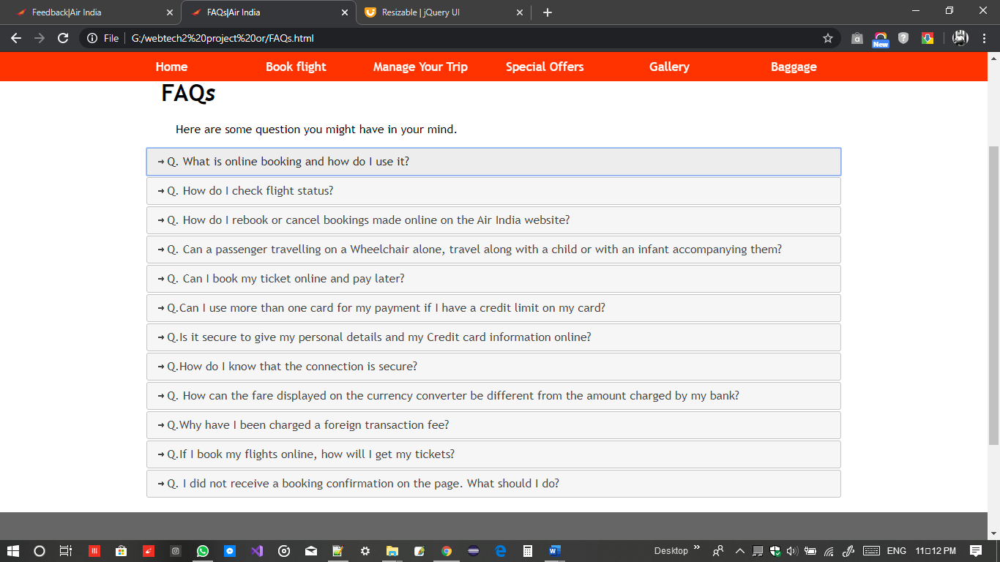 Feedback|Air India
FAQs|Air India
Resizable | jQuery UI
File
G:/webtech2%20project%20or/FAQs.html
New
Home
Book flight
Manage Your Trip
Special Offers
Gallery
Baggage
FAQs
Here are some question you might have in your mind.
→ Q. What is online booking and how do I use it?
→ Q. How do I check flight status?
→ Q. How do I rebook or cancel bookings made online on the Air India website?
→ Q. Can a passenger travelling on a Wheelchair alone, travel along with a child or with an infant accompanying them?
→ Q. Can I book my ticket online and pay later?
→ Q.Can I use more than one card for my payment if I have a credit limit on my card?
→ Q.Is it secure to give my personal details and my Credit card information online?
→ Q.How do I know that the connection is secure?
→ Q. How can the fare displayed on the currency converter be different from the amount charged by my bank?
→ Q.Why have I been charged a foreign transaction fee?
→ Q.If I book my flights online, how will I get my tickets?
→ Q. I did not receive a booking confirmation on the page. What should I do?
Desktop
ENG
11□12 PM